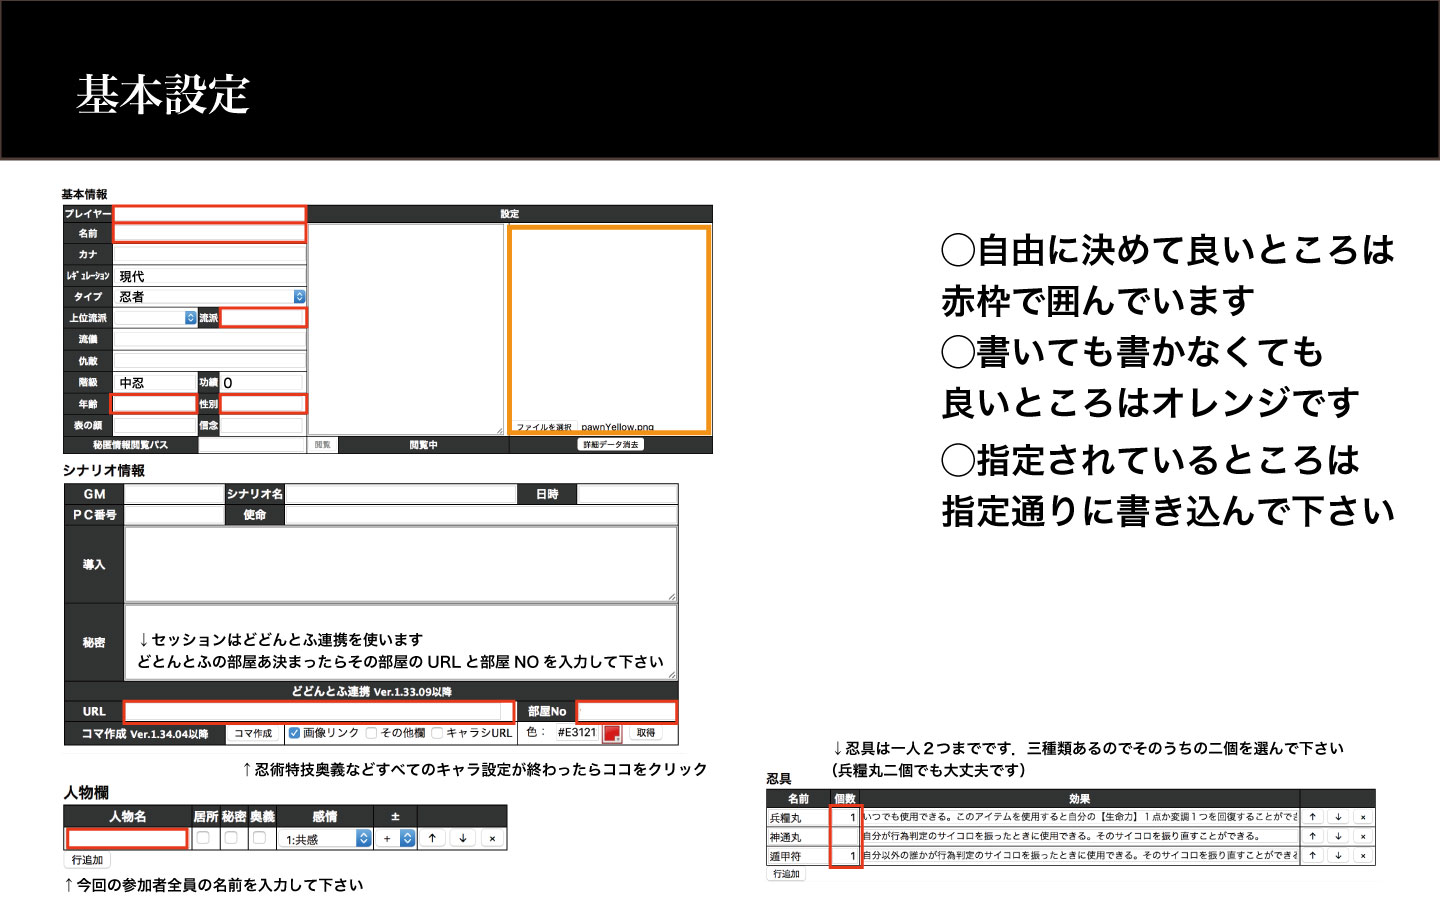 基本設定
基本情報
プレイヤー 設定
名前
カナ
ﾚｷﾞｭﾚｰｼｮﾝ 現代
タイプ 忍者
上位流派 流派
流儀
仇敵
階級 中忍 功績 0
年齢 性別
表の顔 信念
ファイルを選択 pawnYellow.png
秘匿情報閲覧パス 閲覧 閲覧中 詳細データ消去
◯自由に決めて良いところは
赤枠で囲んでいます
◯書いても書かなくても
良いところはオレンジです
◯指定されているところは
指定通りに書き込んで下さい
シナリオ情報
GM シナリオ名 日時
ＰＣ番号 使命
導入
秘密
↓セッションはどどんとふ連携を使います
どとんとふの部屋あ決まったらその部屋の URL と部屋 NO を入力して下さい
どどんとふ連携 Ver.1.33.09以降
URL 部屋No
コマ作成 Ver.1.34.04以降 コマ作成 画像リンク その他欄 キャラシURL 色： #E3121 取得
↑忍術特技奥義などすべてのキャラ設定が終わったらココをクリック
人物欄
人物名 居所 秘密 奥義 感情 ±
1:共感 + ↑ ↓ ×
行追加
↑今回の参加者全員の名前を入力して下さい
↓忍具は一人２つまでです．三種類あるのでそのうちの二個を選んで下さい
(兵糧丸二個でも大丈夫です)
忍具
名前 個数 効果
兵糧丸 1 いつでも使用できる。このアイテムを使用すると自分の【生命力】１点か変調１つを回復することができ ↑ ↓ ×
神通丸 自分が行為判定のサイコロを振ったときに使用できる。そのサイコロを振り直すことができる。 ↑ ↓ ×
遁甲符 1 自分以外の誰かが行為判定のサイコロを振ったときに使用できる。そのサイコロを振り直すことができる ↑ ↓ ×
行追加